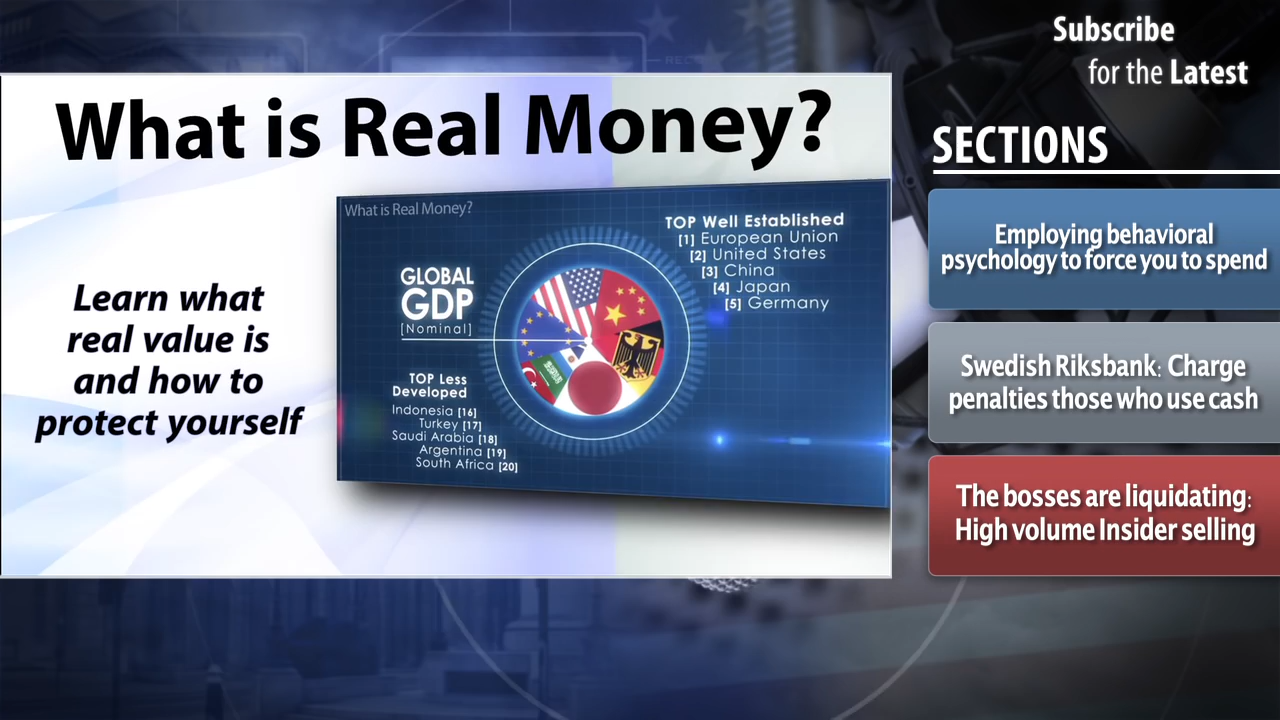 Subscribe
for the Latest
What is Real Money?
Learn what
real value is
and how to
protect yourself
What is Real Money?
GLOBAL
GDP
[Nominal]
TOP Well Established
[1] European Union
[2] United States
[3] China
[4] Japan
[5] Germany
TOP Less
Developed
Indonesia [16]
Turkey [17]
Saudi Arabia [18]
Argentina [19]
South Africa [20]
SECTIONS
Employing behavioral
psychology to force you to spend
Swedish Riksbank: Charge
penalties those who use cash
The bosses are liquidating:
High volume Insider selling
REC